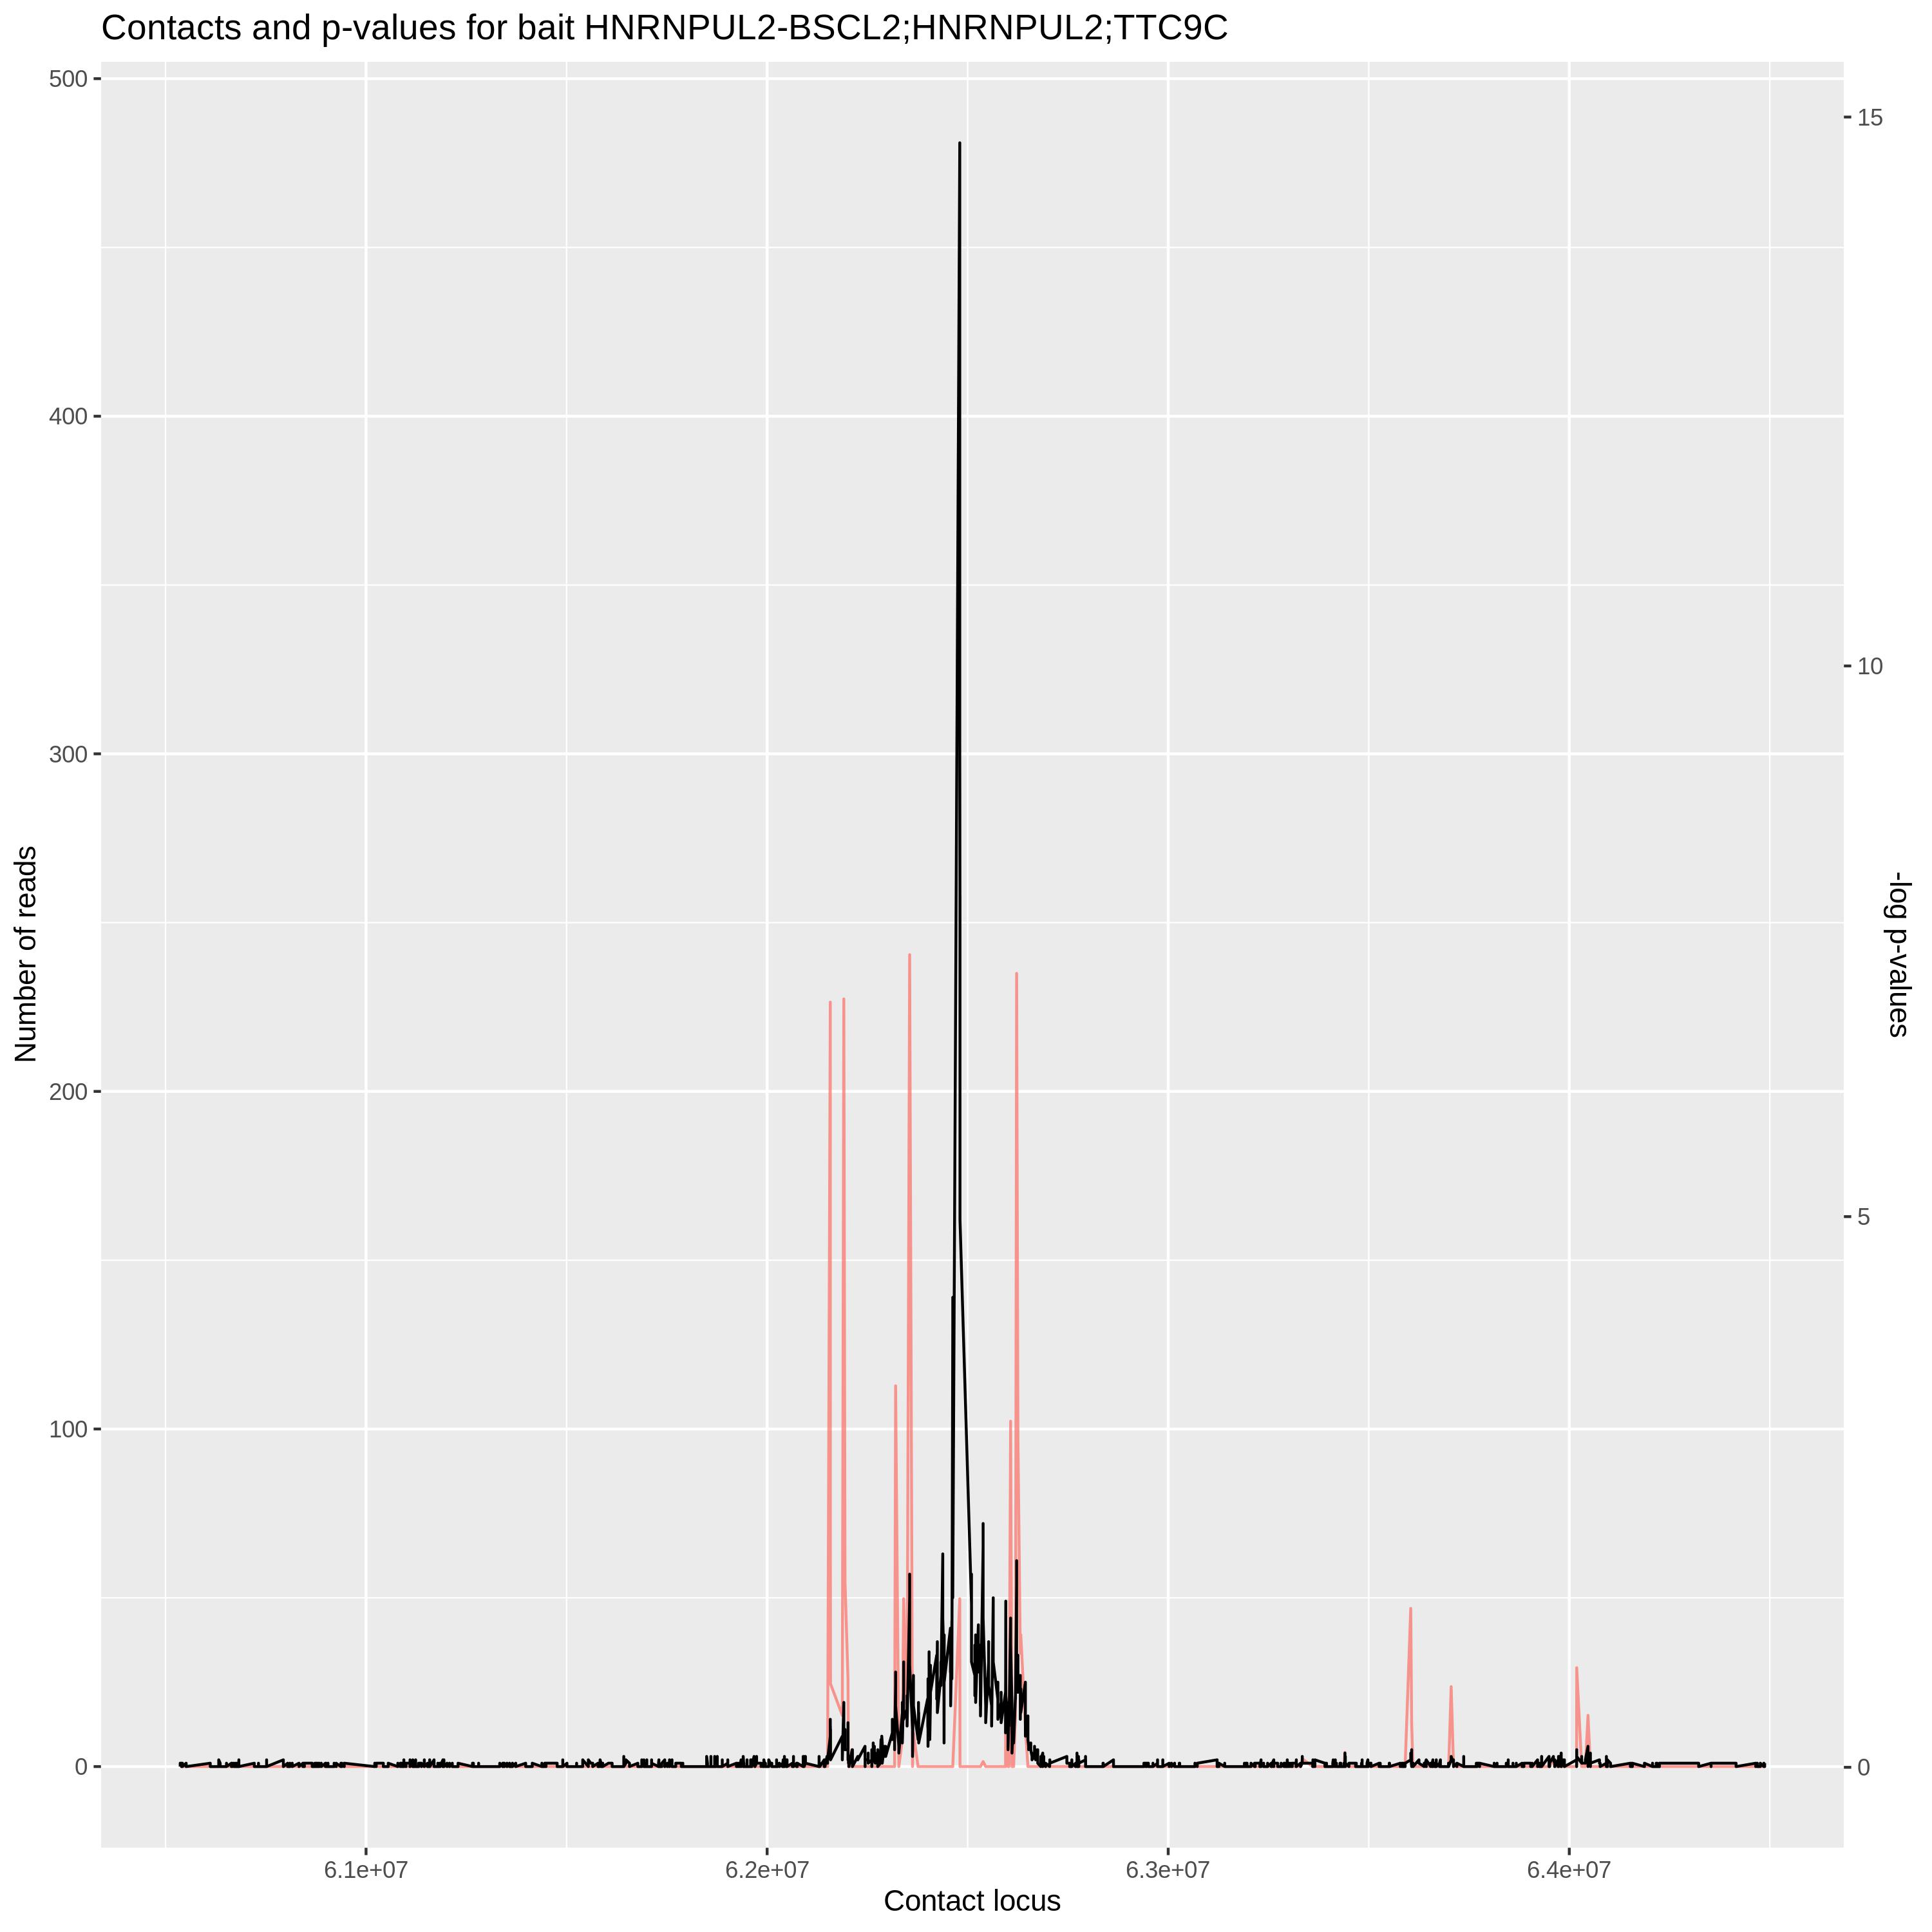 Contacts and p-values for bait HNRNPUL2-BSCL2;HNRNPUL2;TTC9C
500
400
300
200
100
0
Number of reads
15
10
5
0
-log p-values
6.1e+07 6.2e+07 6.3e+07 6.4e+07
Contact locus